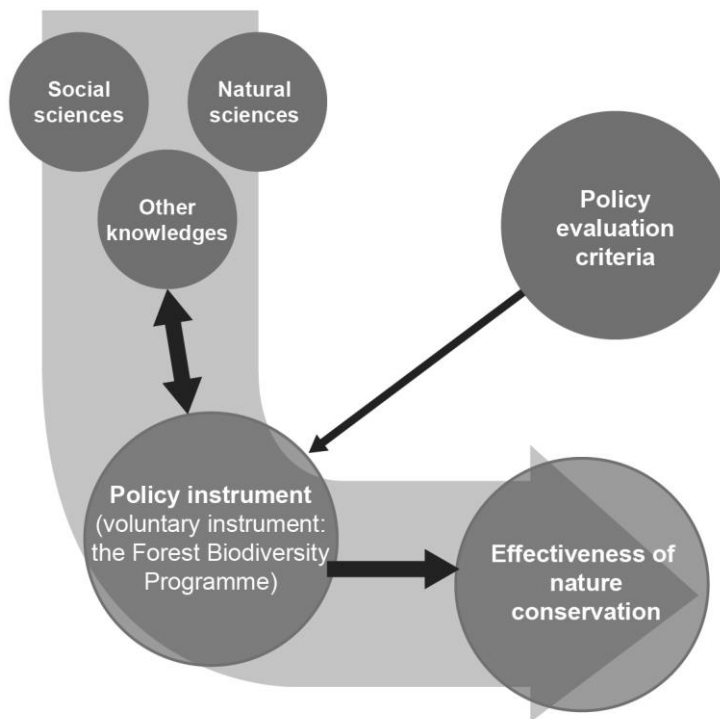 Social
sciences
Natural
sciences
Other
knowledges
Policy
evaluation
criteria
Policy instrument
(voluntary instrument:
the Forest Biodiversity
Programme)
Effectiveness of
nature
conservation